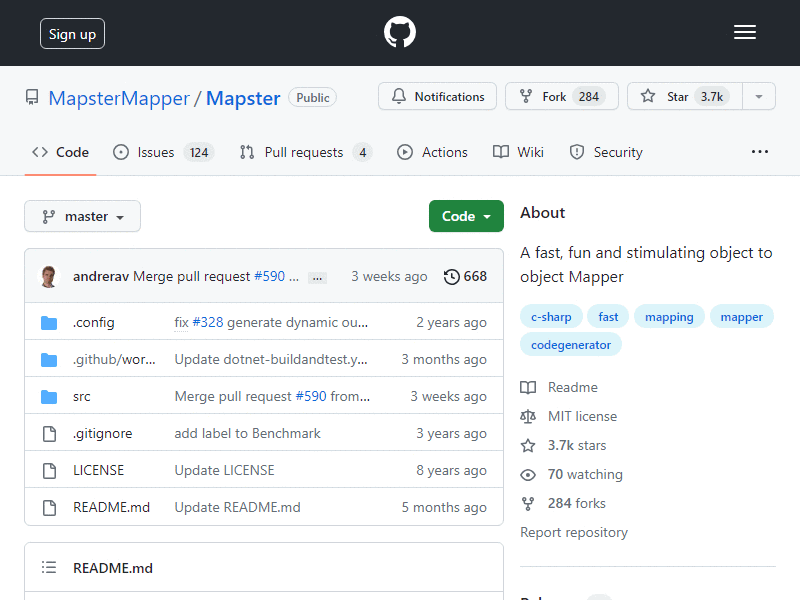 Sign up
MapsterMapper / Mapster Public
Notifications Fork 284 Star 3.7k
Code Issues 124 Pull requests 4 Actions Wiki Security ...
master Code
andrerav Merge pull request #590 ... ... 3 weeks ago 668
.config fix #328 generate dynamic ou... 2 years ago
.github/wor... Update dotnet-buildandtest.y... 3 months ago
src Merge pull request #590 from... 3 weeks ago
.gitignore add label to Benchmark 3 years ago
LICENSE Update LICENSE 8 years ago
README.md Update README.md 5 months ago
README.md
About
A fast, fun and stimulating object to
object Mapper
c-sharp fast mapping mapper
codegenerator
Readme
MIT license
3.7k stars
70 watching
284 forks
Report repository